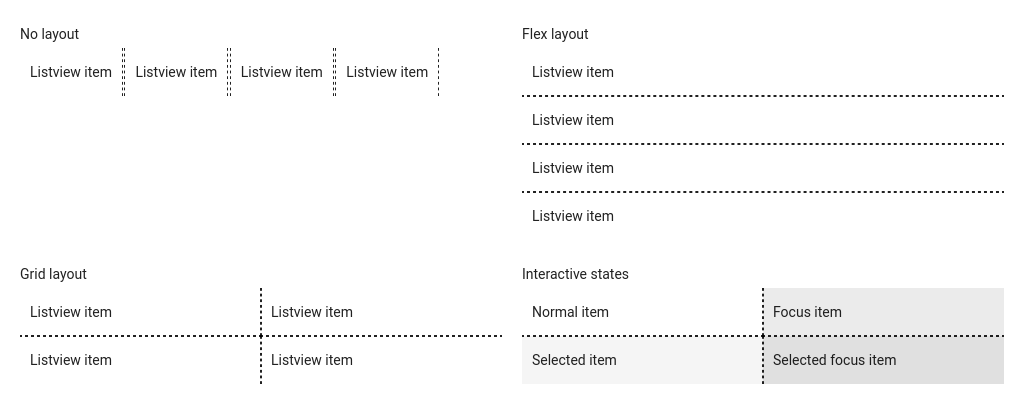 No layout
Listview item Listview item Listview item Listview item
Flex layout
Listview item
Listview item
Listview item
Listview item
Grid layout
Listview item Listview item
Listview item Listview item
Interactive states
Normal item Focus item
Selected item Selected focus item